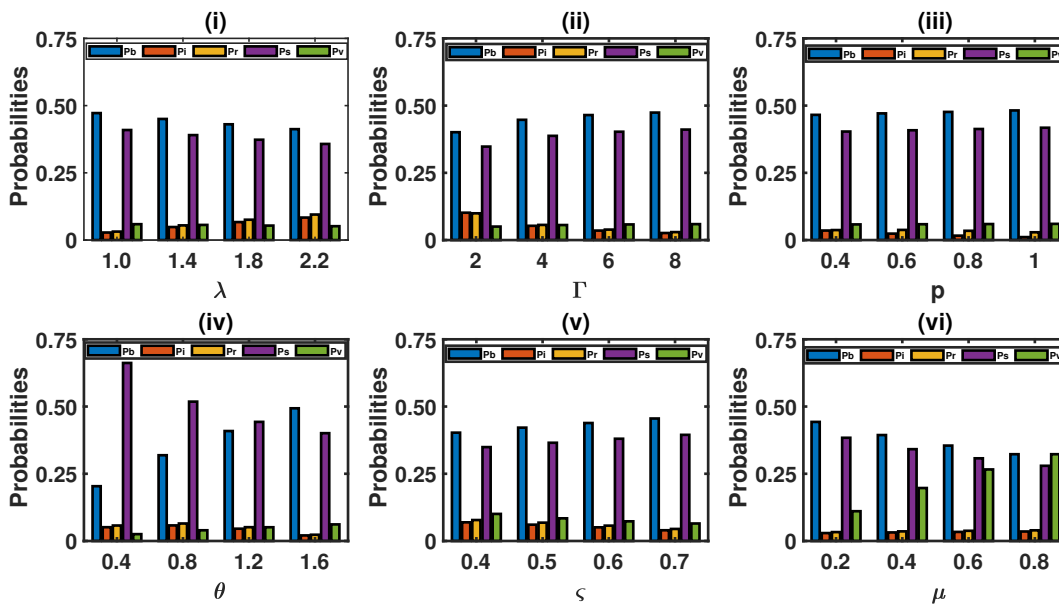 (i)
0.75
Pb Pi Pr Ps Pv
0.50
0.25
0
Probabilities
1.0 1.4 1.8 2.2
λ
(ii)
0.75
Pb Pi Pr Ps Pv
0.50
0.25
0
Probabilities
2 4 6 8
Γ
(iii)
0.75
Pb Pi Pr Ps Pv
0.50
0.25
0
Probabilities
0.4 0.6 0.8 1
p
(iv)
0.75
Pb Pi Pr Ps Pv
0.50
0.25
0
Probabilities
0.4 0.8 1.2 1.6
θ
(v)
0.75
Pb Pi Pr Ps Pv
0.50
0.25
0
Probabilities
0.4 0.5 0.6 0.7
ς
(vi)
0.75
Pb Pi Pr Ps Pv
0.50
0.25
0
Probabilities
0.2 0.4 0.6 0.8
μ